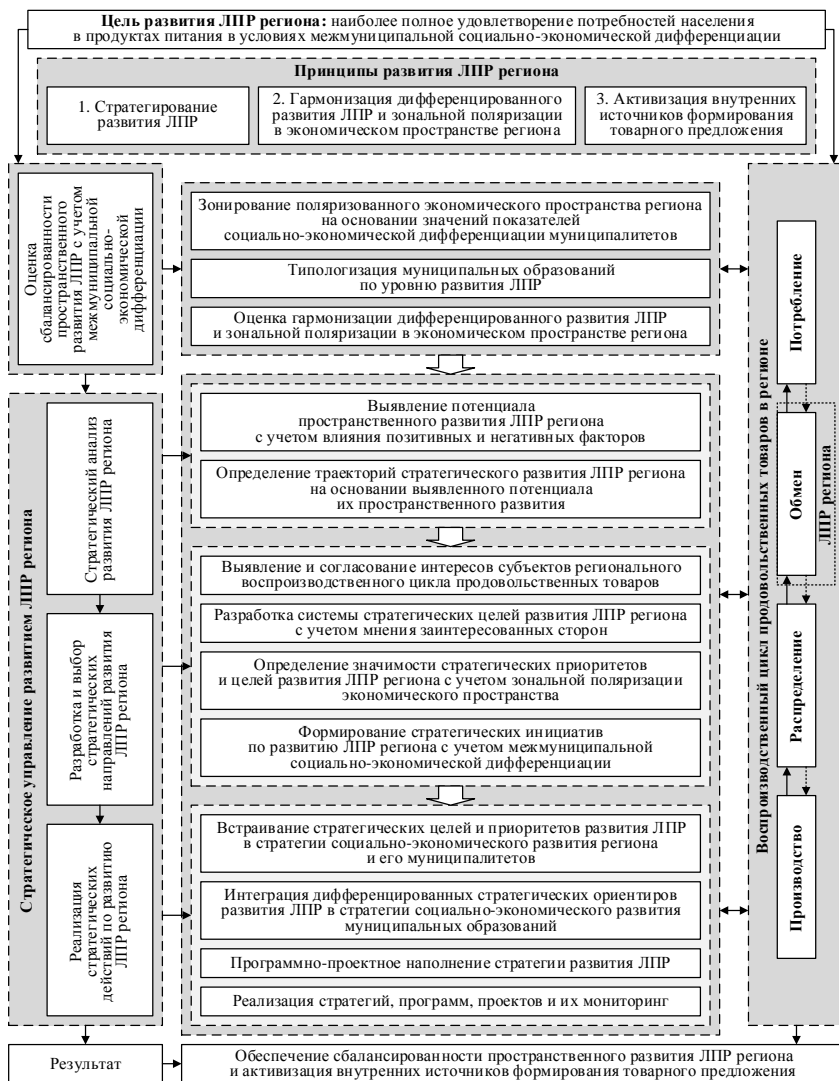 Цель развития ЛПР региона: наиболее полное удовлетворение потребностей населения
в продуктах питания в условиях межмуниципальной социально-экономической дифференциации
Принципы развития ЛПР региона
1. Стратегирование
развития ЛПР
2. Гармонизация дифференцированного
развития ЛПР и зональной поляризации
в экономическом пространстве региона
3. Активизация внутренних
источников формирования
товарного предложения
Оценка
сбалансированности
пространственного
развития ЛПР с учетом
межмуниципальной
социально-
экономической
дифференциации
Зонирование поляризованного экономического пространства региона
на основании значений показателей
социально-экономической дифференциации муниципалитетов
Типологизация муниципальных образований
по уровню развития ЛПР
Оценка гармонизации дифференцированного развития ЛПР
и зональной поляризации в экономическом пространстве региона
Стратегическое управление развитием ЛПР региона
Стратегический анализ
развития ЛПР региона
Выявление потенциала
пространственного развития ЛПР региона
с учетом влияния позитивных и негативных факторов
Определение траекторий стратегического развития ЛПР региона
на основании выявленного потенциала
их пространственного развития
Разработка и выбор
стратегических
направлений развития
ЛПР региона
Выявление и согласование интересов субъектов регионального
воспроизводственного цикла продовольственных товаров
Разработка системы стратегических целей развития ЛПР региона
с учетом мнения заинтересованных сторон
Определение значимости стратегических приоритетов
и целей развития ЛПР региона с учетом зональной поляризации
экономического пространства
Формирование стратегических инициатив
по развитию ЛПР региона с учетом межмуниципальной
социально-экономической дифференциации
Реализация
стратегических
действий по развитию
ЛПР региона
Встраивание стратегических целей и приоритетов развития ЛПР
в стратегии социально-экономического развития региона
и его муниципалитетов
Интеграция дифференцированных стратегических ориентиров
развития ЛПР в стратегии социально-экономического развития
муниципальных образований
Программно-проектное наполнение стратегии развития ЛПР
Реализация стратегий, программ, проектов и их мониторинг
Воспроизводственный цикл продовольственных товаров в регионе
Потребление
Обмен
ЛПР региона
Распределение
Производство
Результат
Обеспечение сбалансированности пространственного развития ЛПР региона
и активизация внутренних источников формирования товарного предложения